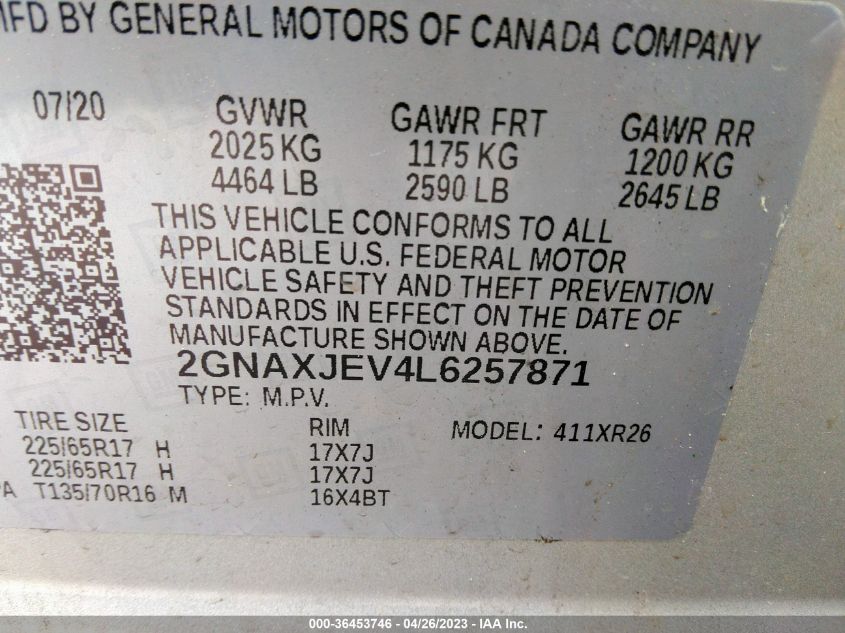 MFD BY GENERAL MOTORS OF CANADA COMPANY
07/20 GVWR GAWR FRT GAWR RR
2025 KG 1175 KG 1200 KG
4464 LB 2590 LB 2645 LB
THIS VEHICLE CONFORMS TO ALL
APPLICABLE U.S. FEDERAL MOTOR
VEHICLE SAFETY AND THEFT PREVENTION
STANDARDS IN EFFECT ON THE DATE OF
MANUFACTURE SHOWN ABOVE.
2GNAXJEV4L6257871
TYPE: M.P.V.
TIRE SIZE RIM MODEL: 411XR26
225/65R17 H 17X7J
225/65R17 H 17X7J
PA T135/70R16 M 16X4BT
000-36453746 - 04/26/2023 - IAA Inc.